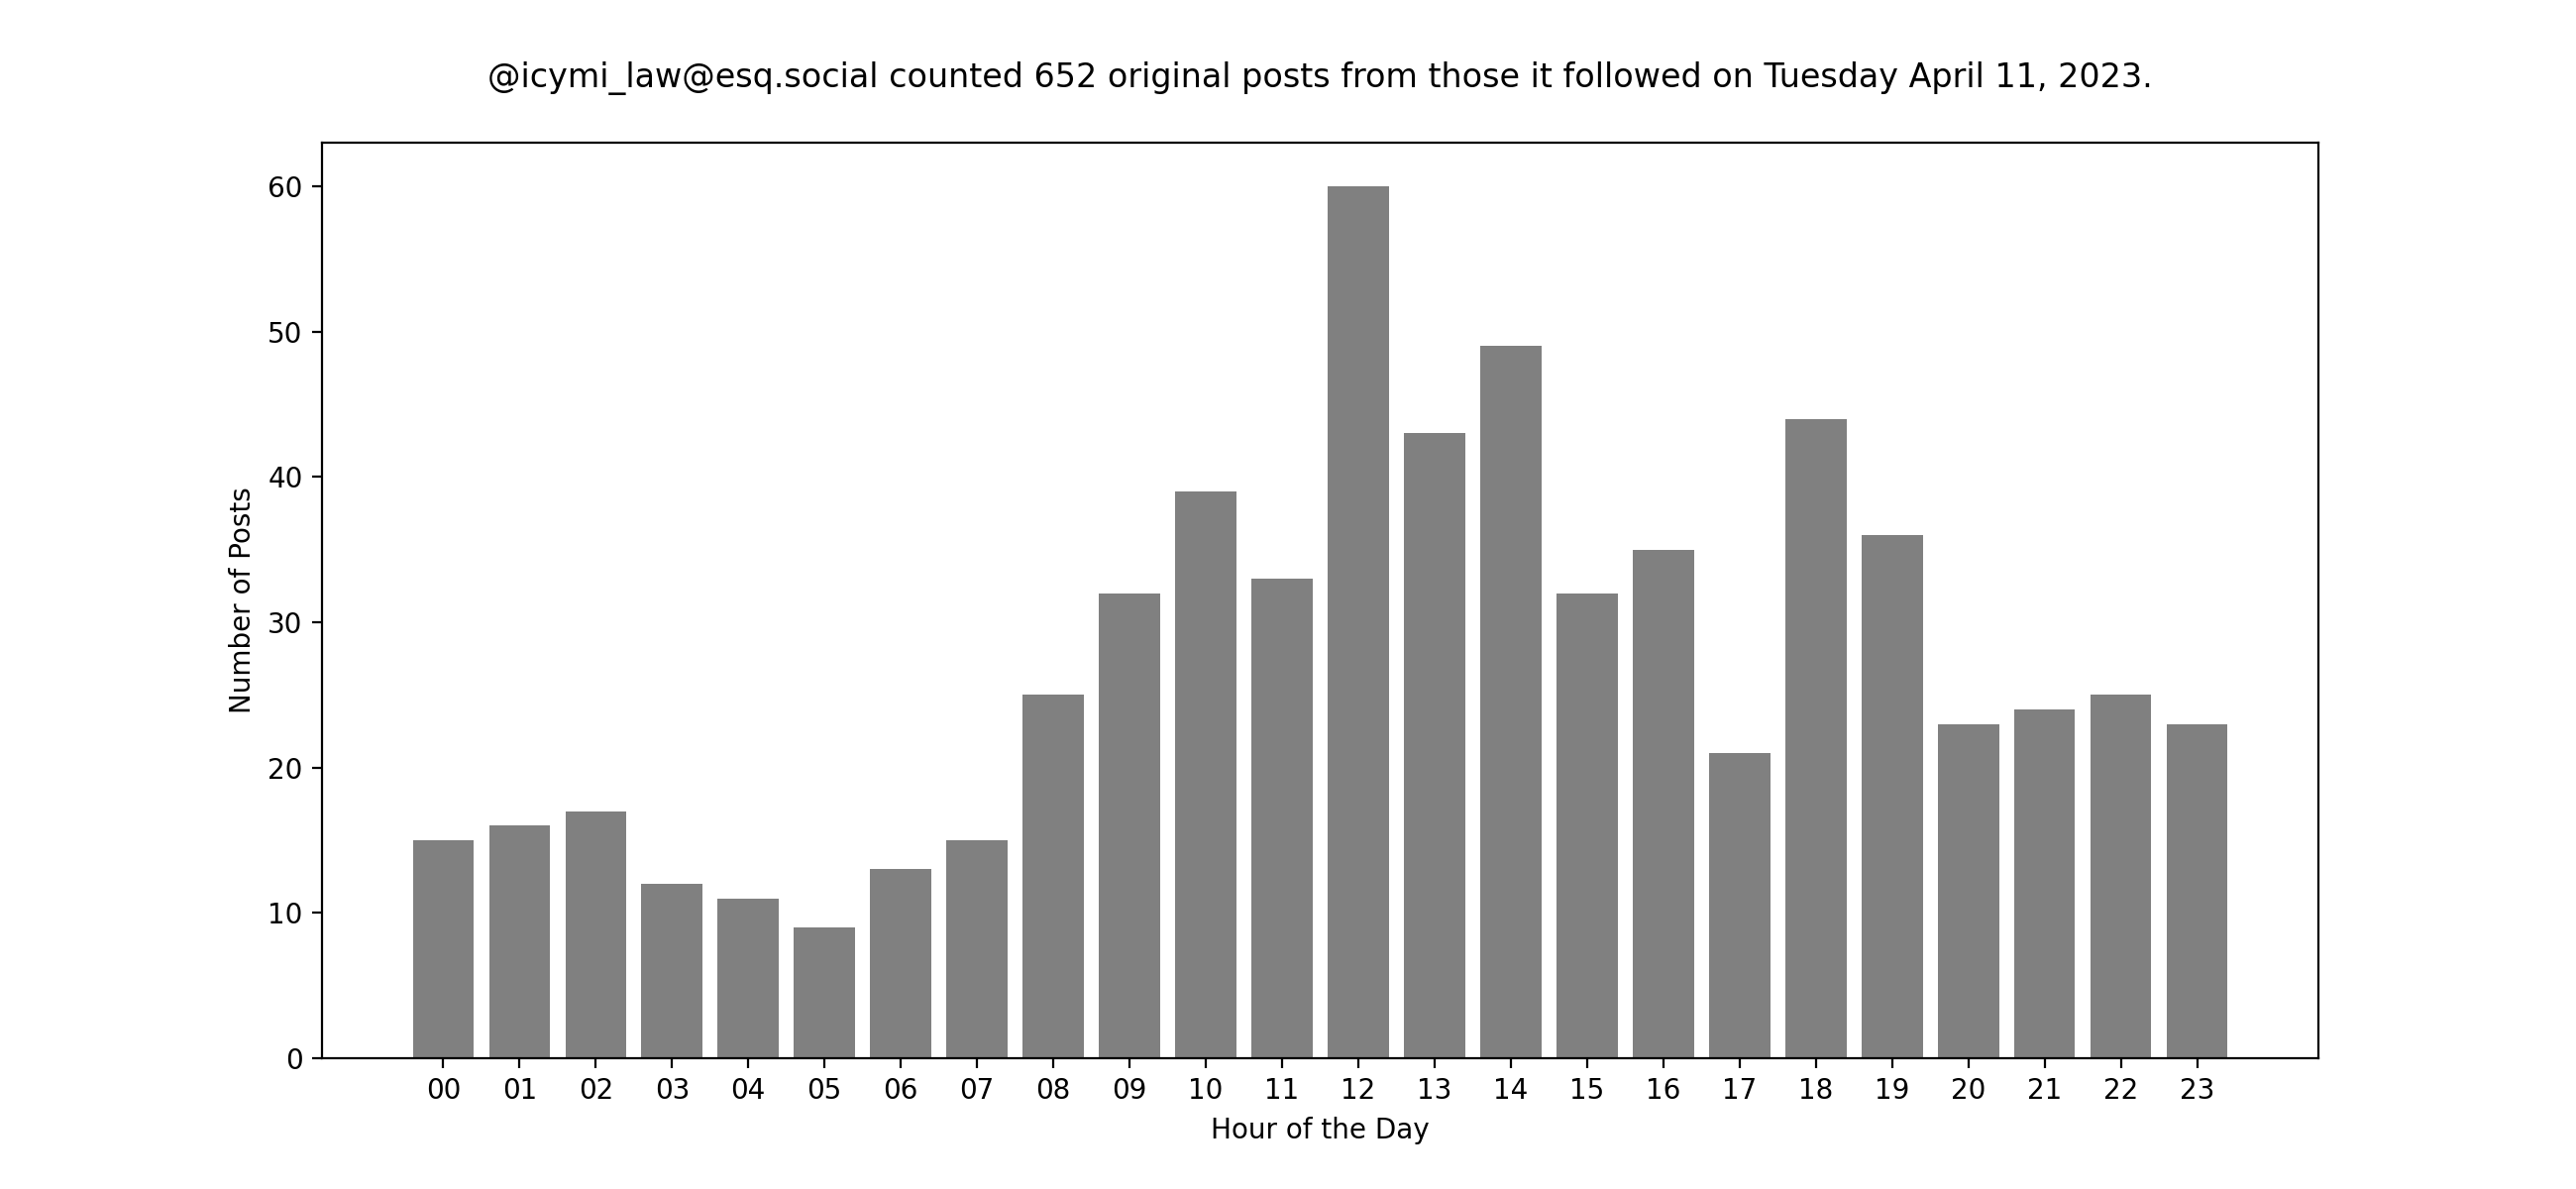 @icymi_law@esq.social counted 652 original posts from those it followed on Tuesday April 11, 2023.
60
50
40
30
20
10
0
Number of Posts
00 01 02 03 04 05 06 07 08 09 10 11 12 13 14 15 16 17 18 19 20 21 22 23
Hour of the Day